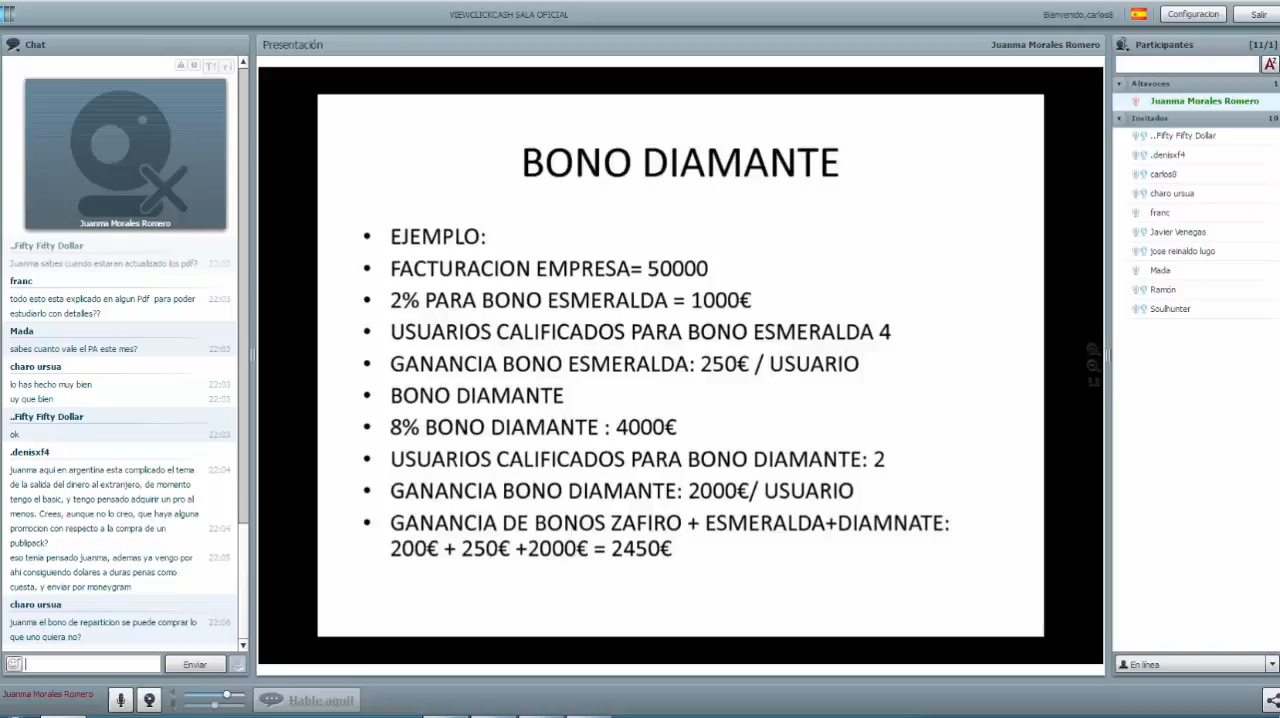 VIEWCLICKCASH SALA OFICIAL
Bienvenido,carlos8
Configuracion
Salir
Chat
Juanma Morales Romero
..Fifty Fifty Dollar
Juanma sabes cuando estaran actualizado los pdf? 22:03
franc
todo esto esta explicado en algun Pdf para poder 22:03
estudiarlo con detalles??
Mada
sabes cuanto vale el PA este mes? 22:03
charo ursua
lo has hecho muy bien 22:03
uy que bien 22:03
..Fifty Fifty Dollar
ok 22:03
.denisxf4
juanma aqui en argentina esta complicado el tema 22:04
de la salida del dinero al extranjero, de momento
tengo el basic, y tengo pensado adquirir un pro al
menos. Crees, aunque no lo creo, que haya alguna
promocion con respecto a la compra de un 22:04
publipack?
eso tenia pensado juanma, ademas ya vengo por 22:05
ahi consiguiendo dolares a duras penas como
cuesta, y enviar por moneygram
charo ursua
juanma el bono de reparticion se puede comprar lo 22:06
que uno quiera no?
Enviar
Juanma Morales Romero
Hable aquí!
Presentación
Juanma Morales Romero
BONO DIAMANTE
• EJEMPLO:
• FACTURACION EMPRESA= 50000
• 2% PARA BONO ESMERALDA = 1000€
• USUARIOS CALIFICADOS PARA BONO ESMERALDA 4
• GANANCIA BONO ESMERALDA: 250€ / USUARIO
• BONO DIAMANTE
• 8% BONO DIAMANTE : 4000€
• USUARIOS CALIFICADOS PARA BONO DIAMANTE: 2
• GANANCIA BONO DIAMANTE: 2000€/ USUARIO
• GANANCIA DE BONOS ZAFIRO + ESMERALDA+DIAMNATE:
200€ + 250€ +2000€ = 2450€
1:1
Participantes [11/1]
Altavoces 1
Juanma Morales Romero
Invitados 10
..Fifty Fifty Dollar
.denisxf4
carlos8
charo ursua
franc
Javier Venegas
jose reinaldo lugo
Mada
Ramón
Soulhunter
En línea